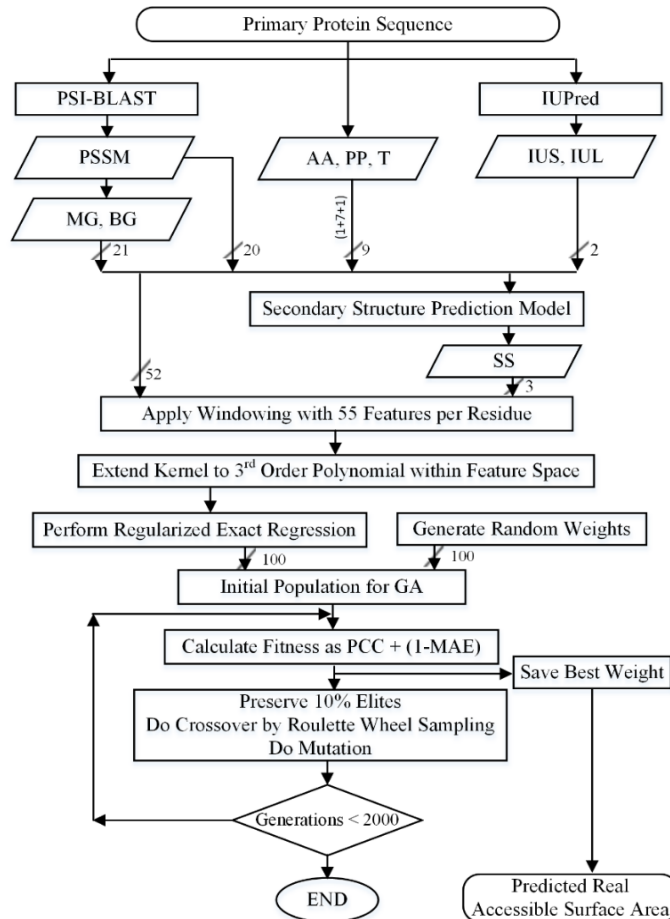 Primary Protein Sequence
PSI-BLAST
IUPred
PSSM
AA, PP, T
IUS, IUL
MG, BG
(1+7+1)
21
20
9
2
Secondary Structure Prediction Model
SS
52
3
Apply Windowing with 55 Features per Residue
Extend Kernel to 3rd Order Polynomial within Feature Space
Perform Regularized Exact Regression
Generate Random Weights
100
100
Initial Population for GA
Calculate Fitness as PCC + (1-MAE)
Save Best Weight
Preserve 10% Elites
Do Crossover by Roulette Wheel Sampling
Do Mutation
Generations < 2000
END
Predicted Real
Accessible Surface Area